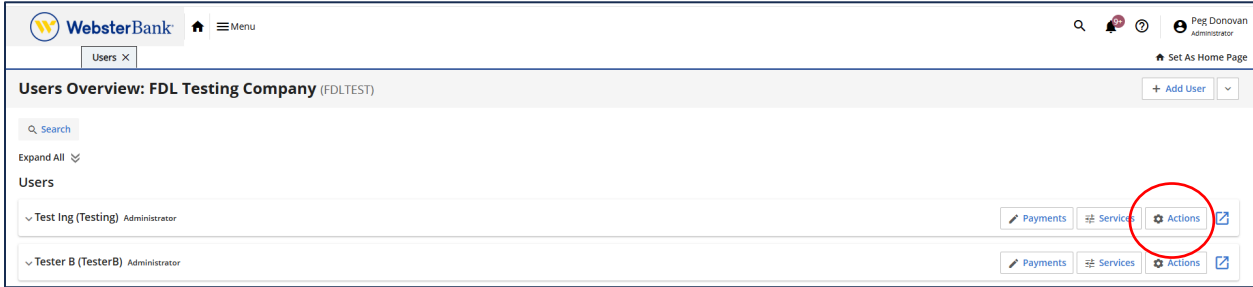 WebsterBank Menu 9+ Peg Donovan
Administrator
Users X Set As Home Page
Users Overview: FDL Testing Company (FDLTEST) + Add User
Search
Expand All
Users
Test Ing (Testing) Administrator Payments Services Actions
Tester B (TesterB) Administrator Payments Services Actions